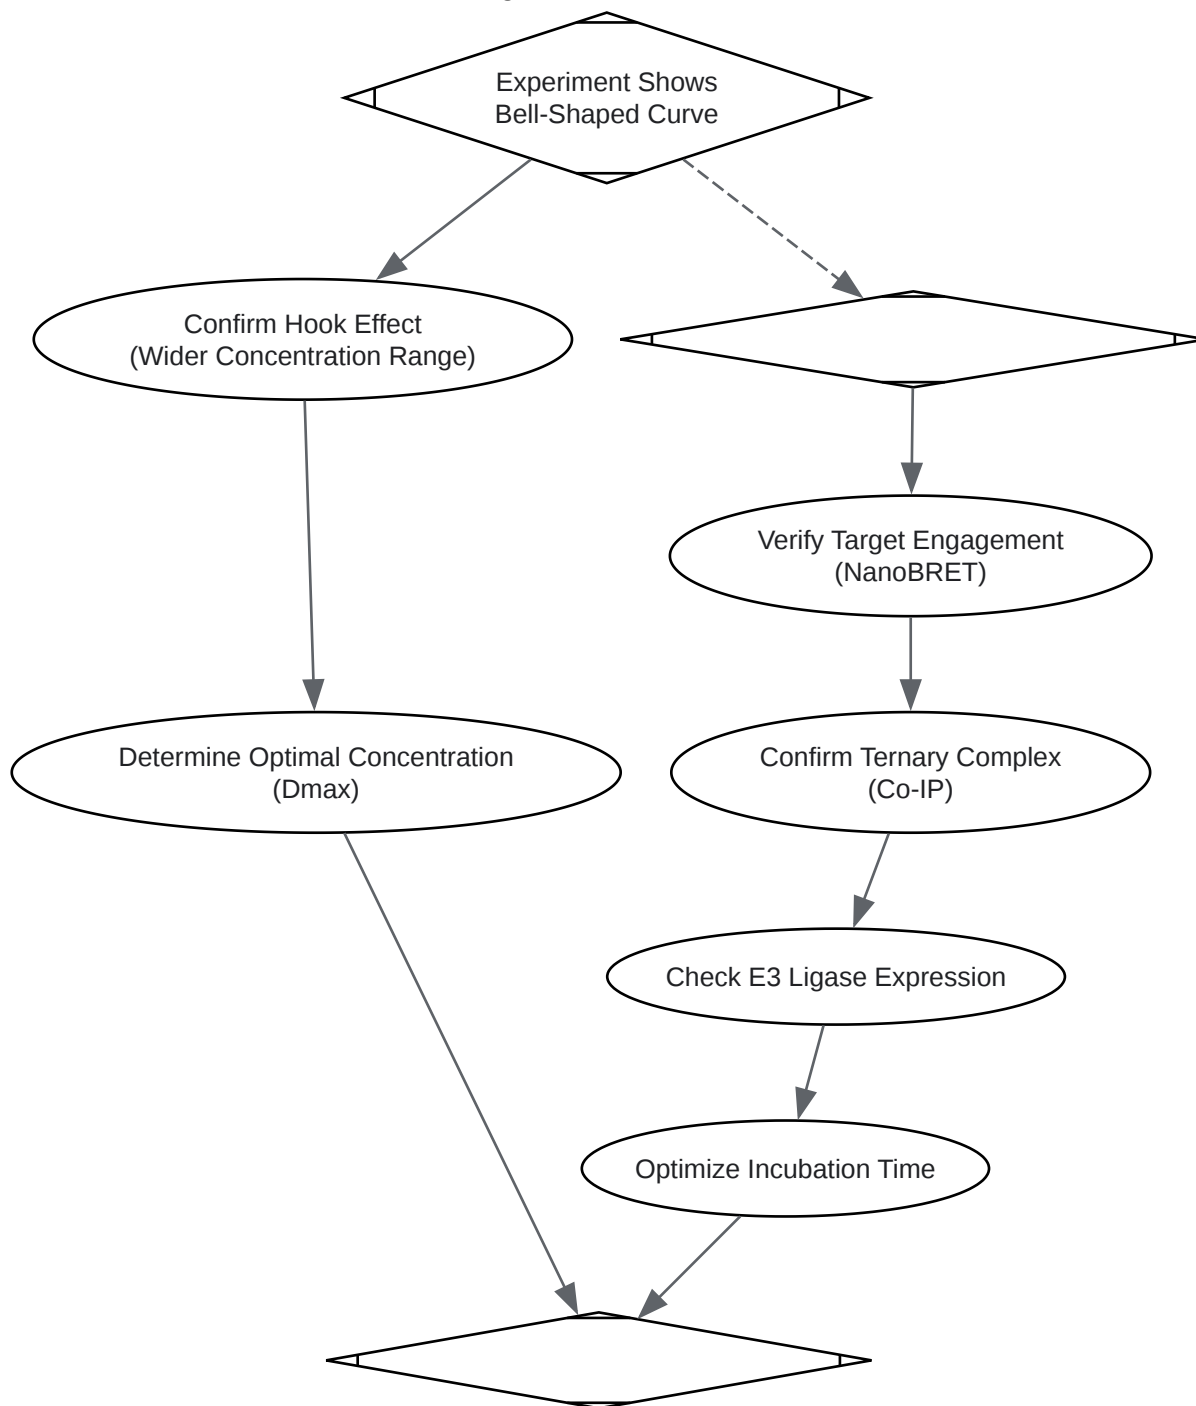 Experiment Shows
Bell-Shaped Curve
Confirm Hook Effect
(Wider Concentration Range)
Verify Target Engagement
(NanoBRET)
Determine Optimal Concentration
(Dmax)
Confirm Ternary Complex
(Co-IP)
Check E3 Ligase Expression
Optimize Incubation Time